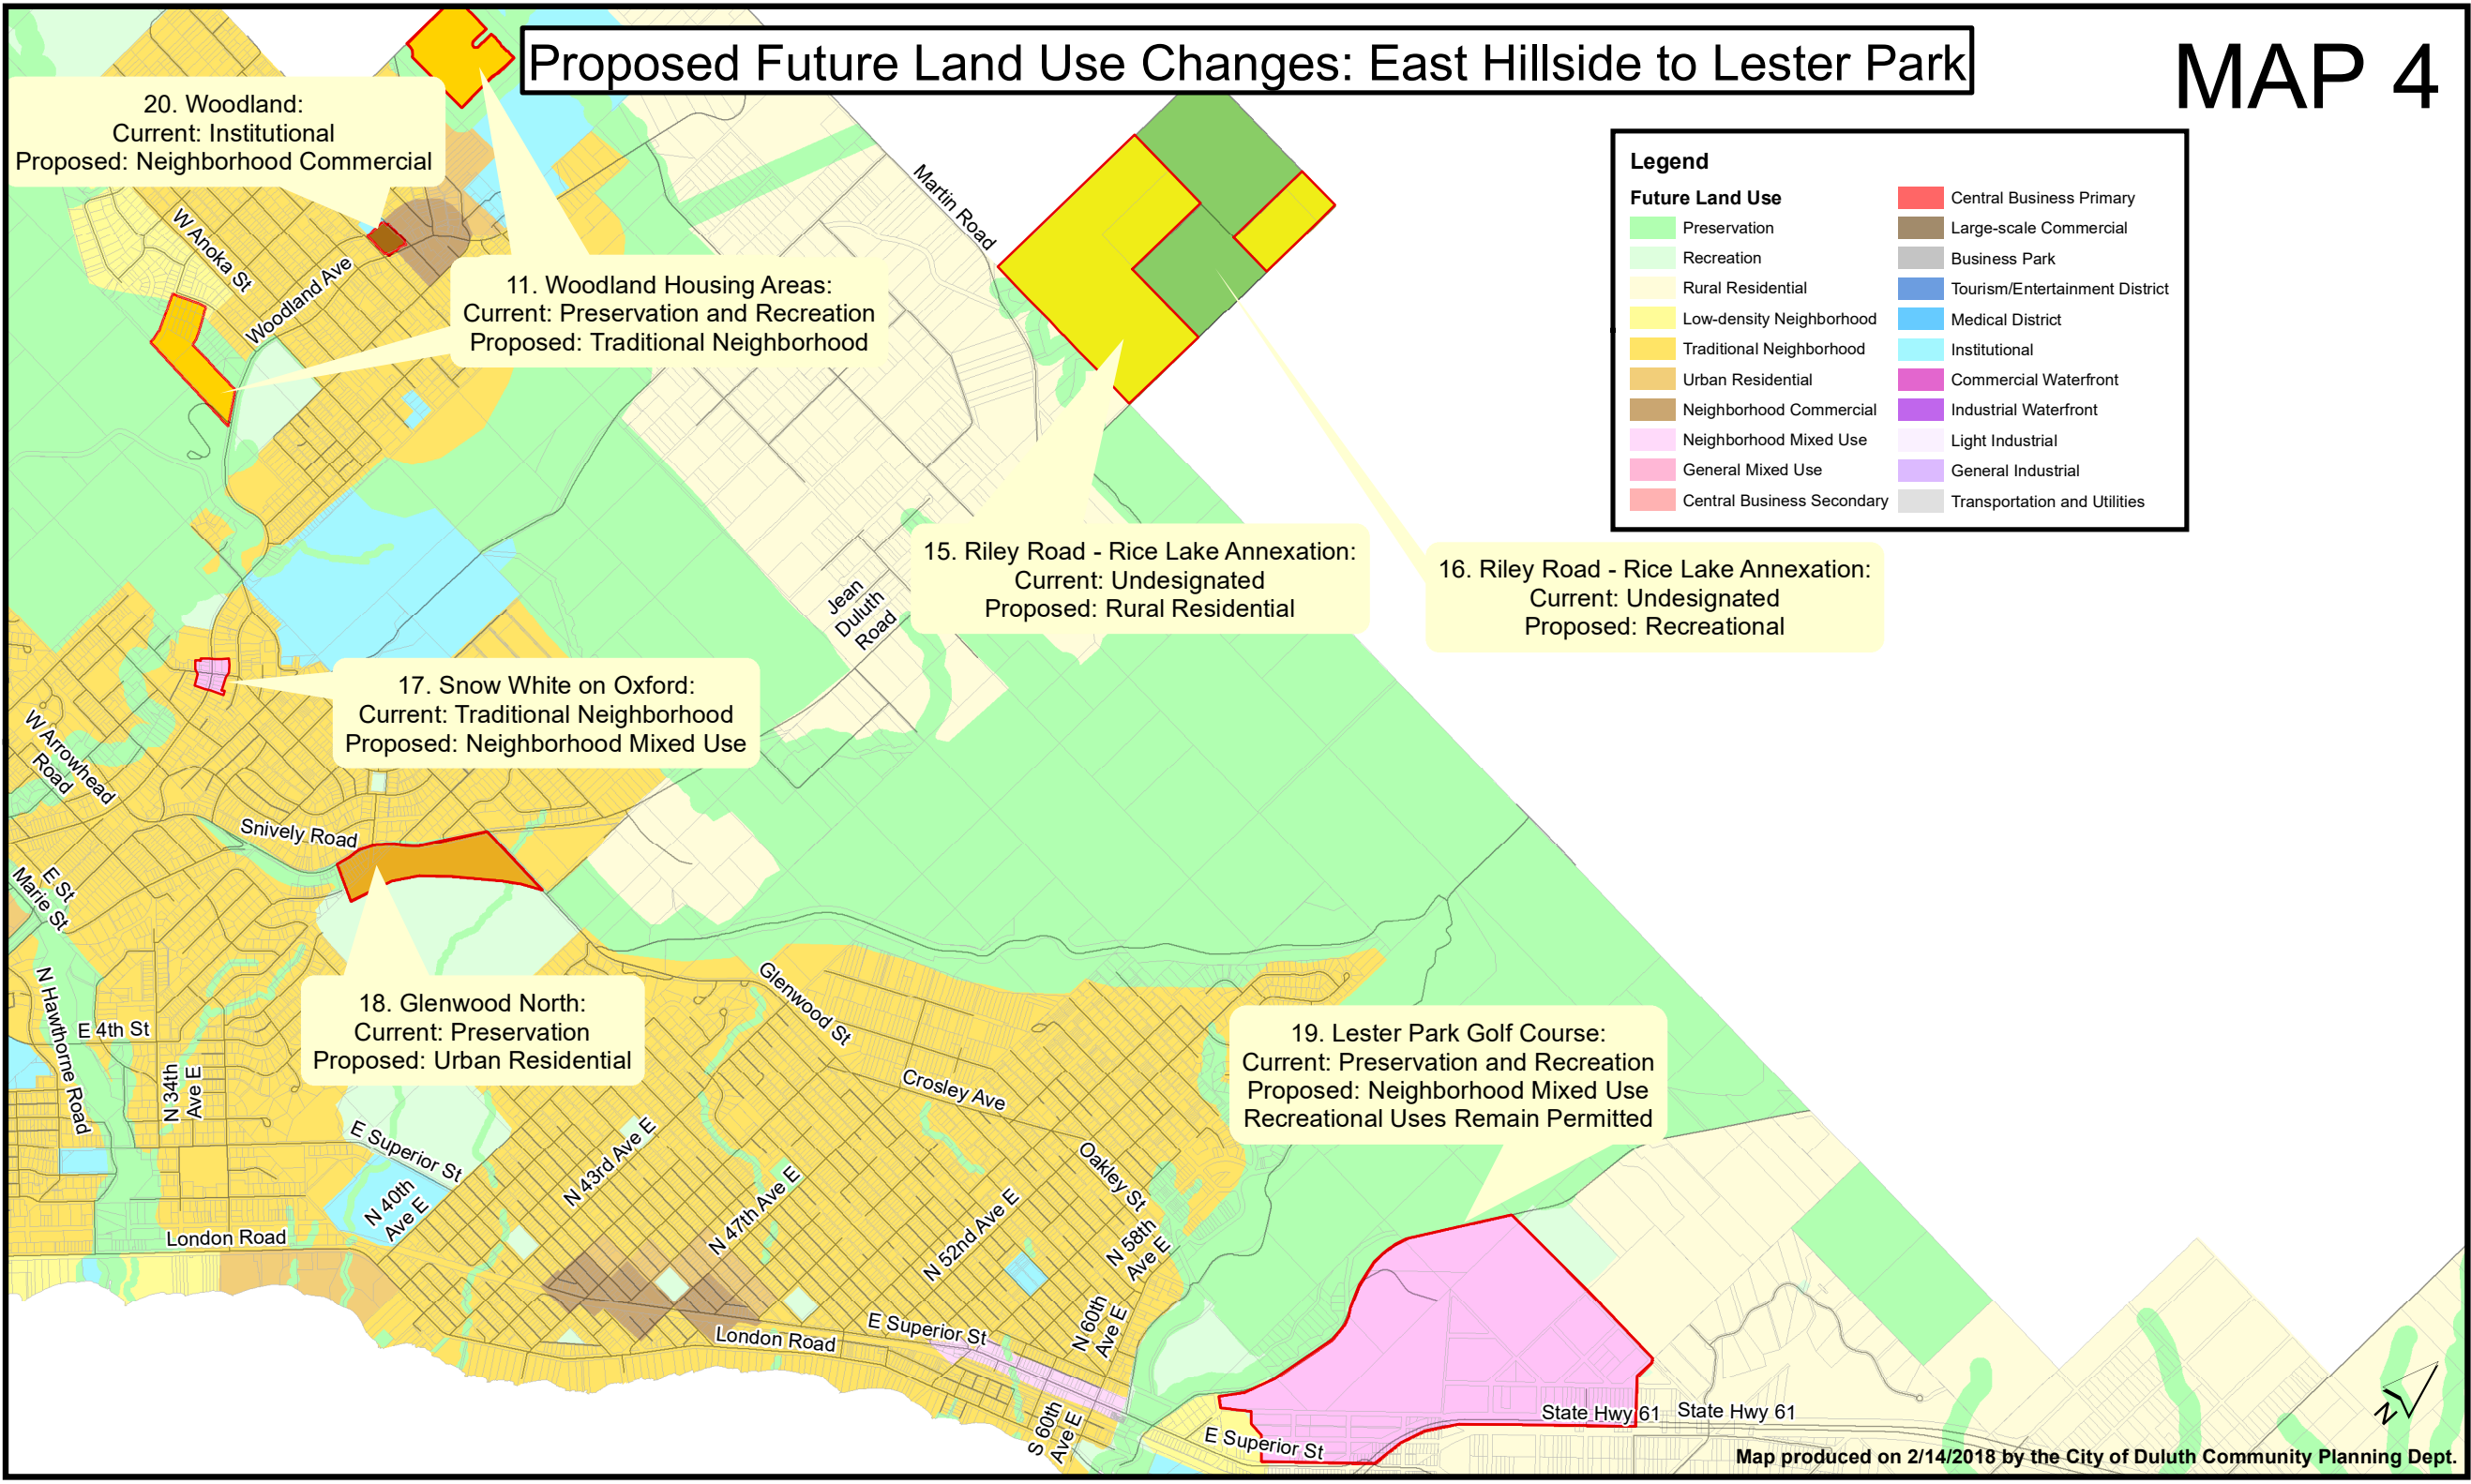 Proposed Future Land Use Changes: East Hillside to Lester Park
MAP 4
20. Woodland:
Current: Institutional
Proposed: Neighborhood Commercial
11. Woodland Housing Areas:
Current: Preservation and Recreation
Proposed: Traditional Neighborhood
Legend
Future Land Use
Preservation
Recreation
Rural Residential
Low-density Neighborhood
Traditional Neighborhood
Urban Residential
Neighborhood Commercial
Neighborhood Mixed Use
General Mixed Use
Central Business Secondary
Central Business Primary
Large-scale Commercial
Business Park
Tourism/Entertainment District
Medical District
Institutional
Commercial Waterfront
Industrial Waterfront
Light Industrial
General Industrial
Transportation and Utilities
W Anoka St
Woodland Ave
Martin Road
15. Riley Road - Rice Lake Annexation:
Current: Undesignated
Proposed: Rural Residential
16. Riley Road - Rice Lake Annexation:
Current: Undesignated
Proposed: Recreational
Jean
Duluth
Road
17. Snow White on Oxford:
Current: Traditional Neighborhood
Proposed: Neighborhood Mixed Use
W Arrowhead
Road
Snively Road
E St
Marie St
18. Glenwood North:
Current: Preservation
Proposed: Urban Residential
19. Lester Park Golf Course:
Current: Preservation and Recreation
Proposed: Neighborhood Mixed Use
Recreational Uses Remain Permitted
N Hawthorne Road
E 4th St
N 34th
Ave E
Glenwood St
Crosley Ave
E Superior St
N 40th
Ave E
N 43rd Ave E
N 47th Ave E
N 52nd Ave E
Oakley St
N 58th
Ave E
London Road
London Road
E Superior St
N 60th
Ave E
S 60th
Ave E
E Superior St
State Hwy 61
State Hwy 61
N
Map produced on 2/14/2018 by the City of Duluth Community Planning Dept.